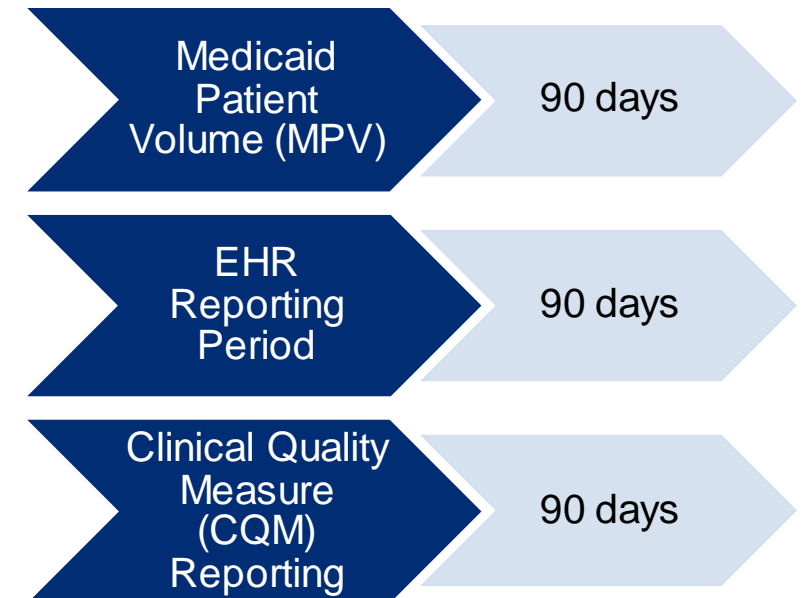 Medicaid
Patient
Volume (MPV)
90 days
EHR
Reporting
Period
90 days
Clinical Quality
Measure
(CQM)
Reporting
90 days